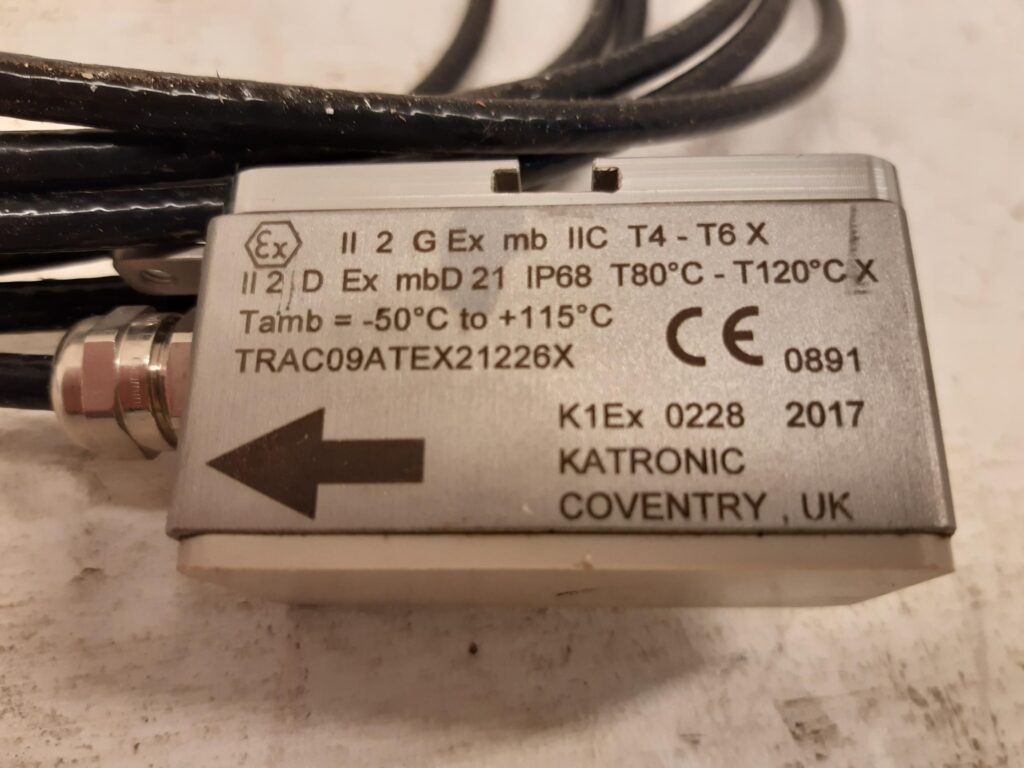 Ex II 2 G Ex mb IIC T4 - T6 X
II 2 D Ex mbD 21 IP68 T80°C - T120°C X
Tamb = -50°C to +115°C
TRAC09ATEX21226X
CE 0891
K1Ex 0228 2017
KATRONIC
COVENTRY , UK